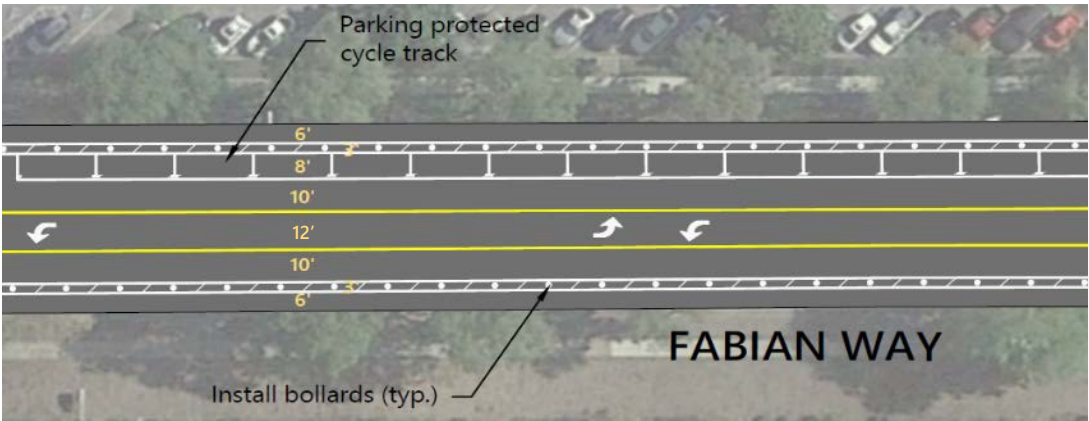 Parking protected
cycle track
6'
3'
8'
10'
12'
10'
3'
6'
FABIAN WAY
Install bollards (typ.)